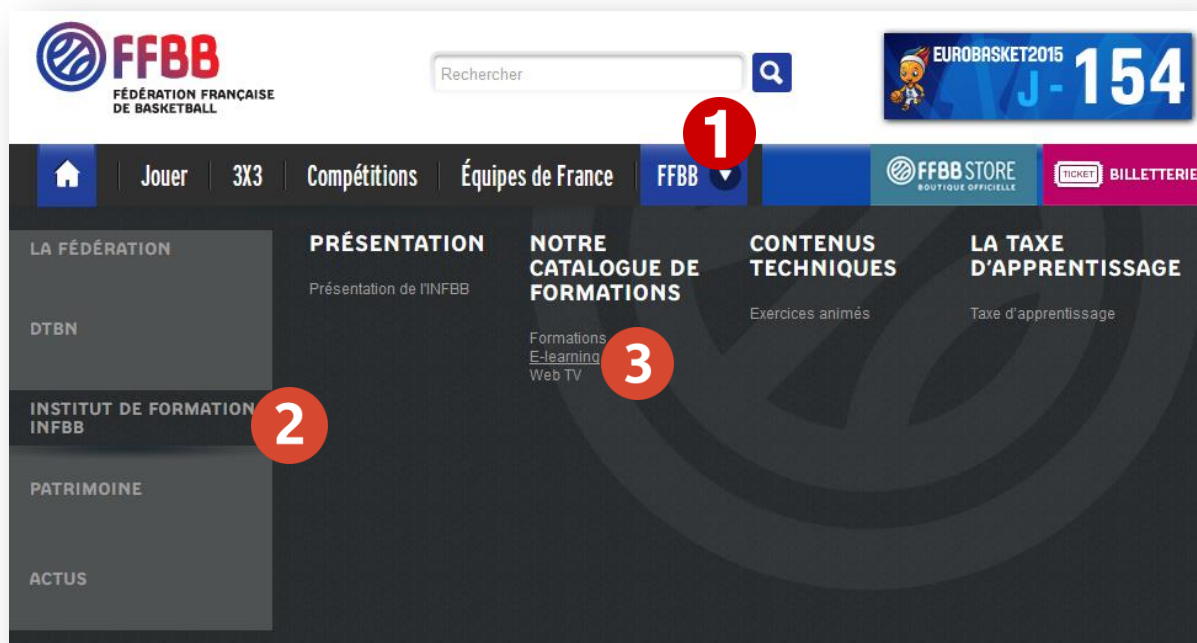 FFBB
FÉDÉRATION FRANÇAISE
DE BASKETBALL
Rechercher
EUROBASKET2015
J - 154
1
Jouer
3X3
Compétitions
Équipes de France
FFBB
FFBB STORE
BOUTIQUE OFFICIELLE
TICKET
BILLETTERIE
LA FÉDÉRATION
DTBN
INSTITUT DE FORMATION
INFBB
2
PATRIMOINE
ACTUS
PRÉSENTATION
Présentation de l'INFBB
NOTRE
CATALOGUE DE
FORMATIONS
Formations
E-learning
Web TV
3
CONTENUS
TECHNIQUES
Exercices animés
LA TAXE
D'APPRENTISSAGE
Taxe d'apprentissage